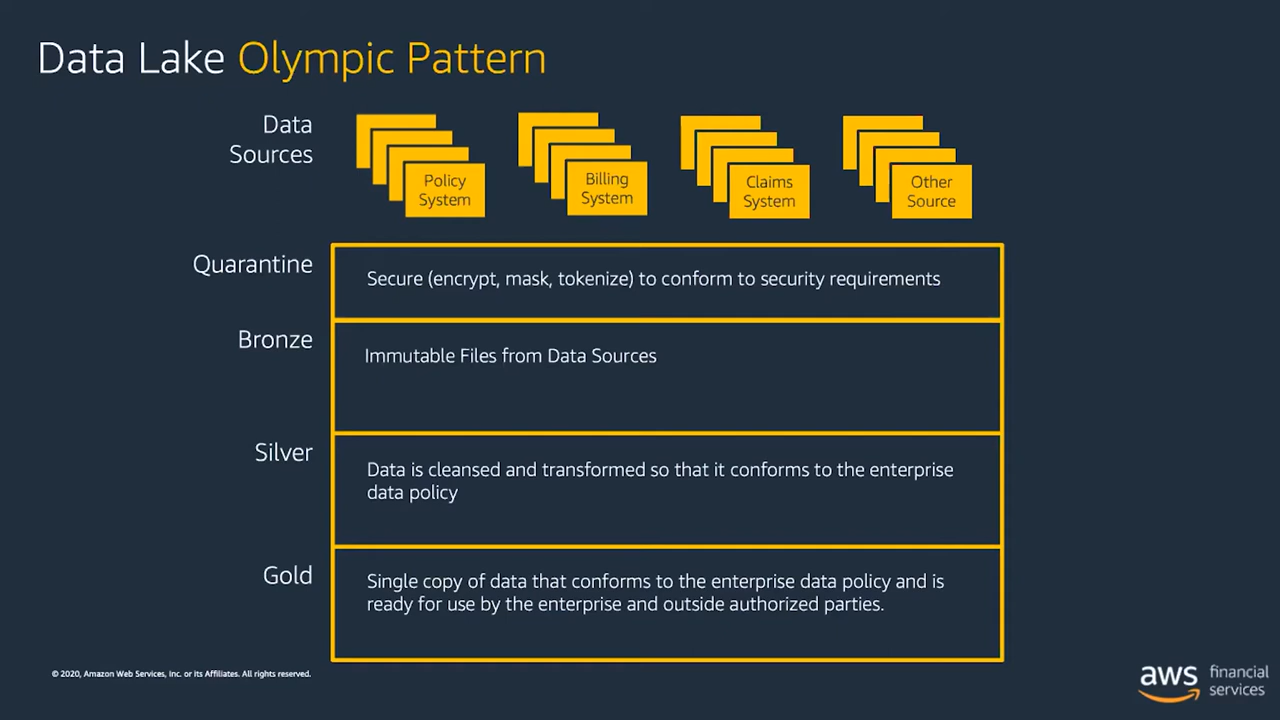 Data Lake Olympic Pattern
Data
Sources
Policy
System
Billing
System
Claims
System
Other
Source
Quarantine
Secure (encrypt, mask, tokenize) to conform to security requirements
Bronze
Immutable Files from Data Sources
Silver
Data is cleansed and transformed so that it conforms to the enterprise
data policy
Gold
Single copy of data that conforms to the enterprise data policy and is
ready for use by the enterprise and outside authorized parties.
© 2020, Amazon Web Services, Inc. or its Affiliates. All rights reserved.
aws
financial
services